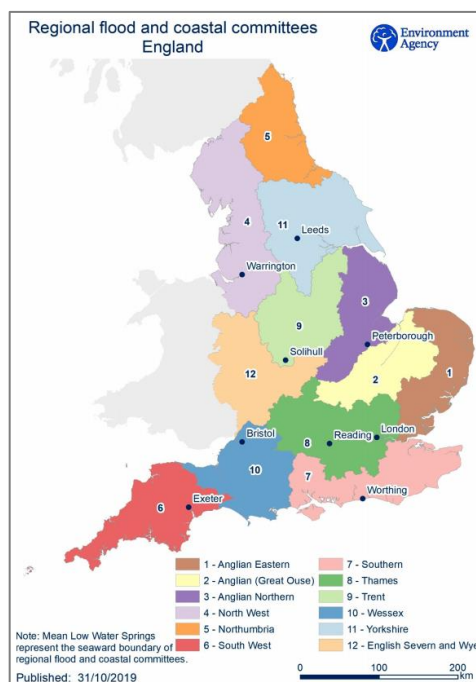 Regional flood and coastal committees
England
Environment
Agency
5
4
11
Leeds
Warrington
3
9
Peterborough
Solihull
1
12
2
Bristol
London
8
Reading
7
10
Worthing
Exeter
6
1 - Anglian Eastern
2 - Anglian (Great Ouse)
3 - Anglian Northern
4 - North West
5 - Northumbria
6 - South West
7 - Southern
8 - Thames
9 - Trent
10 - Wessex
11 - Yorkshire
12 - English Severn and Wye
Note: Mean Low Water Springs
represent the seaward boundary of
regional flood and coastal committees.
Published: 31/10/2019
0 100 200
km